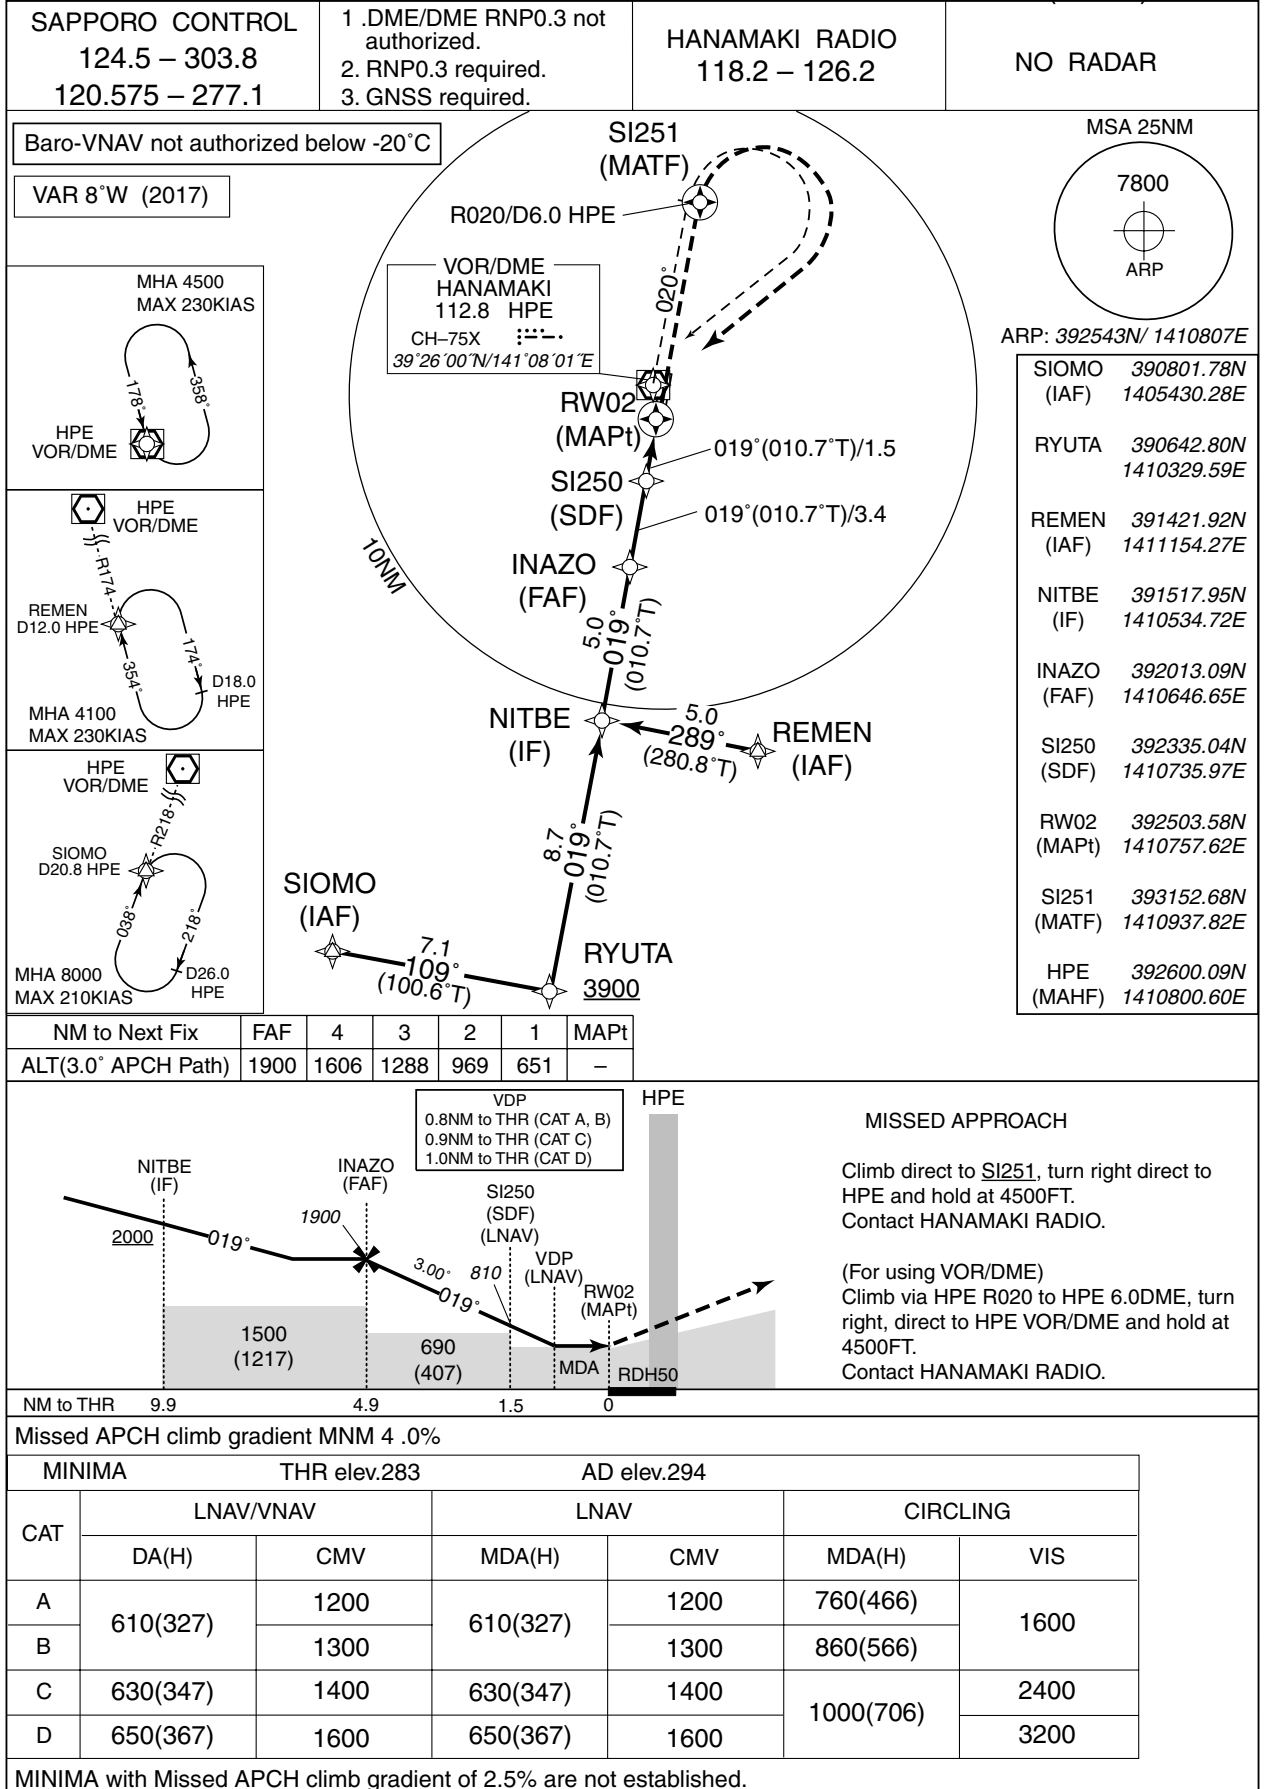 SAPPORO CONTROL
124.5 – 303.8
120.575 – 277.1
1 .DME/DME RNP0.3 not
authorized.
2. RNP0.3 required.
3. GNSS required.
HANAMAKI RADIO
118.2 – 126.2
NO RADAR
Baro-VNAV not authorized below -20˚C
VAR 8˚W (2017)
SI251
(MATF)
R020/D6.0 HPE
VOR/DME
HANAMAKI
112.8 HPE
CH–75X
39˚26´00˝N/141˚08´01˝E
020˚
RW02
(MAPt)
019˚(010.7˚T)/1.5
SI250
(SDF)
019˚(010.7˚T)/3.4
INAZO
(FAF)
10NM
5.0
019˚
(010.7˚T)
NITBE
(IF)
5.0
289˚
(280.8˚T)
REMEN
(IAF)
8.7
019˚
(010.7˚T)
SIOMO
(IAF)
7.1
109˚
(100.6˚T)
RYUTA
3900
MSA 25NM
7800
ARP
ARP: 392543N/ 1410807E
SIOMO 390801.78N
(IAF) 1405430.28E
RYUTA 390642.80N
1410329.59E
REMEN 391421.92N
(IAF) 1411154.27E
NITBE 391517.95N
(IF) 1410534.72E
INAZO 392013.09N
(FAF) 1410646.65E
SI250 392335.04N
(SDF) 1410735.97E
RW02 392503.58N
(MAPt) 1410757.62E
SI251 393152.68N
(MATF) 1410937.82E
HPE 392600.09N
(MAHF) 1410800.60E
MHA 4500
MAX 230KIAS
178˚
358˚
HPE
VOR/DME
HPE
VOR/DME
R174
REMEN
D12.0 HPE
354˚
174˚
D18.0
HPE
MHA 4100
MAX 230KIAS
HPE
VOR/DME
R218
SIOMO
D20.8 HPE
038˚
218˚
D26.0
HPE
MHA 8000
MAX 210KIAS
NM to Next Fix FAF 4 3 2 1 MAPt
ALT(3.0˚ APCH Path) 1900 1606 1288 969 651 –
VDP
0.8NM to THR (CAT A, B)
0.9NM to THR (CAT C)
1.0NM to THR (CAT D)
HPE
NITBE
(IF)
INAZO
(FAF)
SI250
(SDF)
(LNAV)
VDP
(LNAV)
RW02
(MAPt)
2000
019˚
1900
3.00˚
019˚
810
1500
(1217)
690
(407)
MDA
RDH50
NM to THR 9.9 4.9 1.5 0
MISSED APPROACH
Climb direct to SI251, turn right direct to
HPE and hold at 4500FT.
Contact HANAMAKI RADIO.
(For using VOR/DME)
Climb via HPE R020 to HPE 6.0DME, turn
right, direct to HPE VOR/DME and hold at
4500FT.
Contact HANAMAKI RADIO.
Missed APCH climb gradient MNM 4 .0%
MINIMA THR elev.283 AD elev.294
CAT LNAV/VNAV LNAV CIRCLING
DA(H) CMV MDA(H) CMV MDA(H) VIS
A 610(327) 1200 610(327) 1200 760(466) 1600
B 1300 1300 860(566)
C 630(347) 1400 630(347) 1400 1000(706) 2400
D 650(367) 1600 650(367) 1600 3200
MINIMA with Missed APCH climb gradient of 2.5% are not established.